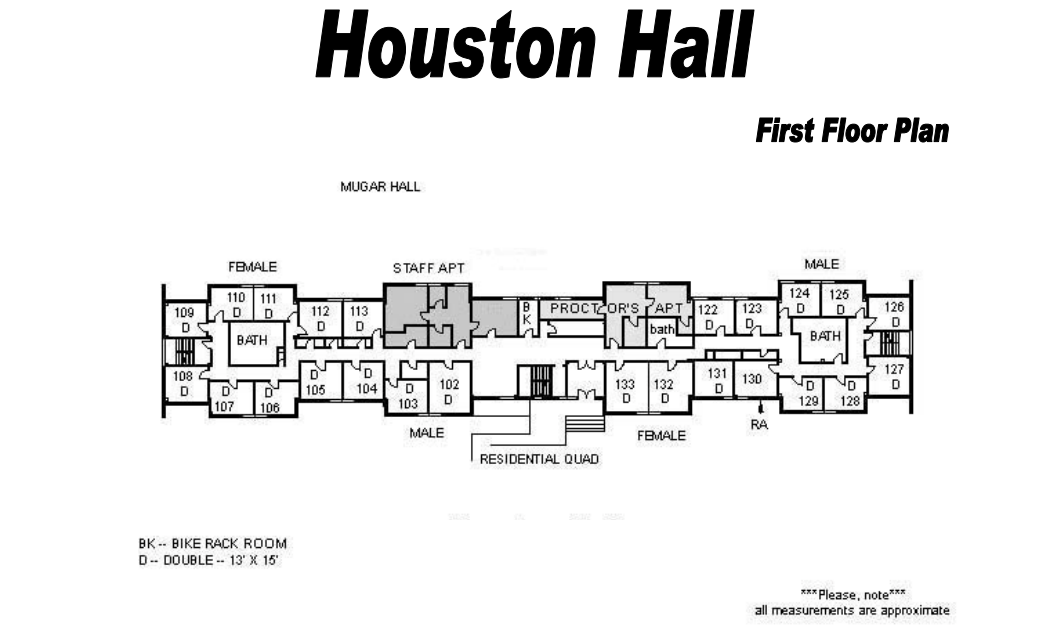 Houston Hall
First Floor Plan
MUGAR HALL
FEMALE
STAFF APT
MALE
109
D
110
D
111
D
112
D
113
D
B
K
PROCTOR'S APT
bath
122
D
123
D
124
D
125
D
126
D
BATH
BATH
108
D
D
107
D
106
D
105
D
104
D
103
102
D
133
D
132
D
131
D
130
D
129
D
128
127
D
MALE
FEMALE
RA
RESIDENTIAL QUAD
BK -- BIKE RACK ROOM
D -- DOUBLE -- 13' X 15'
***Please, note***
all measurements are approximate